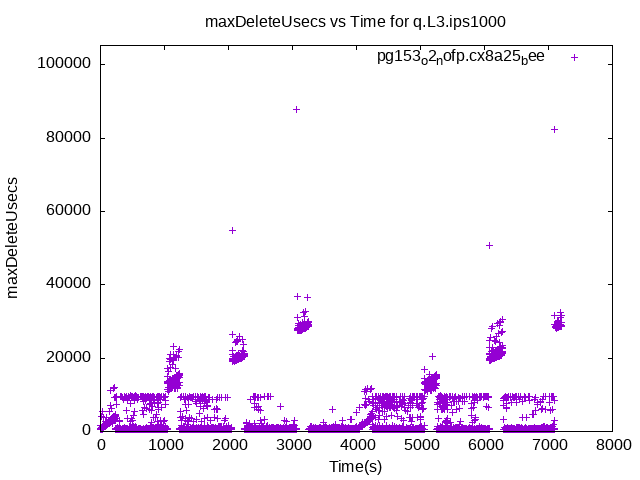 maxDeleteUsecs vs Time for q.L3.ips1000
pg153ₒ2ₙofp.cx8a25_bee
100000
80000
60000
40000
20000
0
maxDeleteUsecs
0 1000 2000 3000 4000 5000 6000 7000 8000
Time(s)